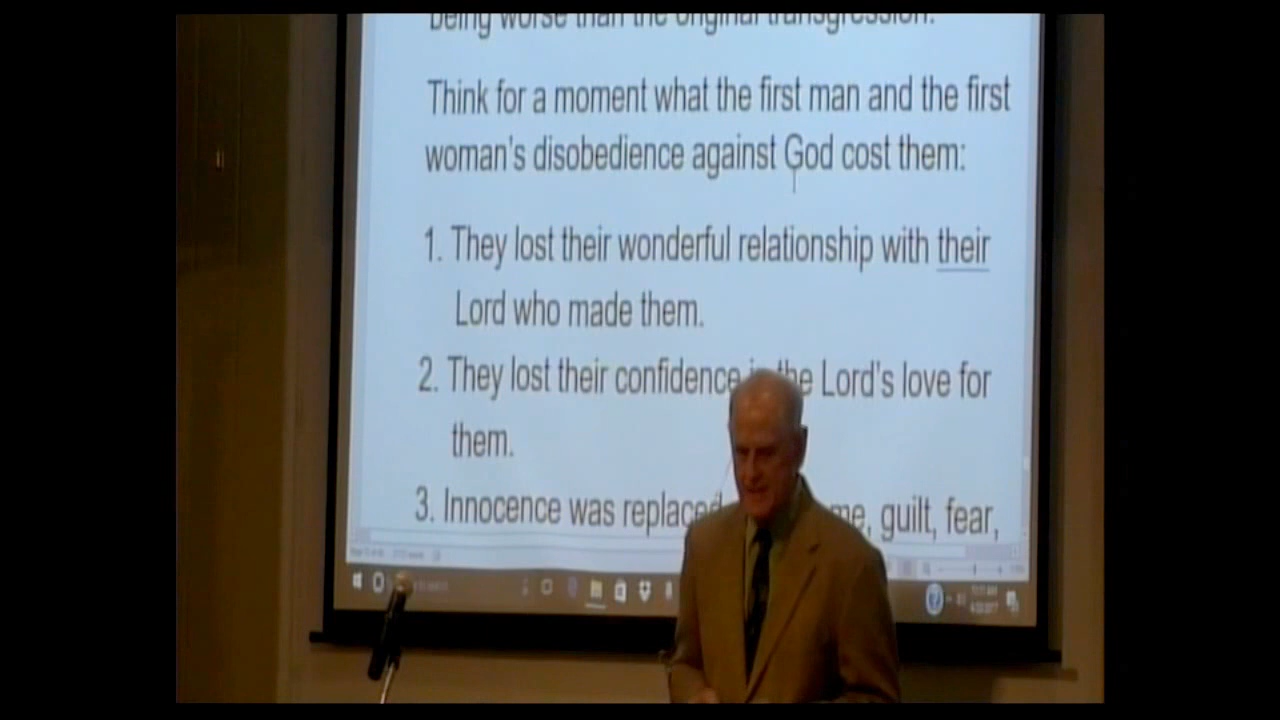 being worse than the original transgression.
Think for a moment what the first man and the first
woman's disobedience against God cost them:
1. They lost their wonderful relationship with their
Lord who made them.
2. They lost their confidence the Lord's love for
them.
3. Innocence was replaced guilt, fear,